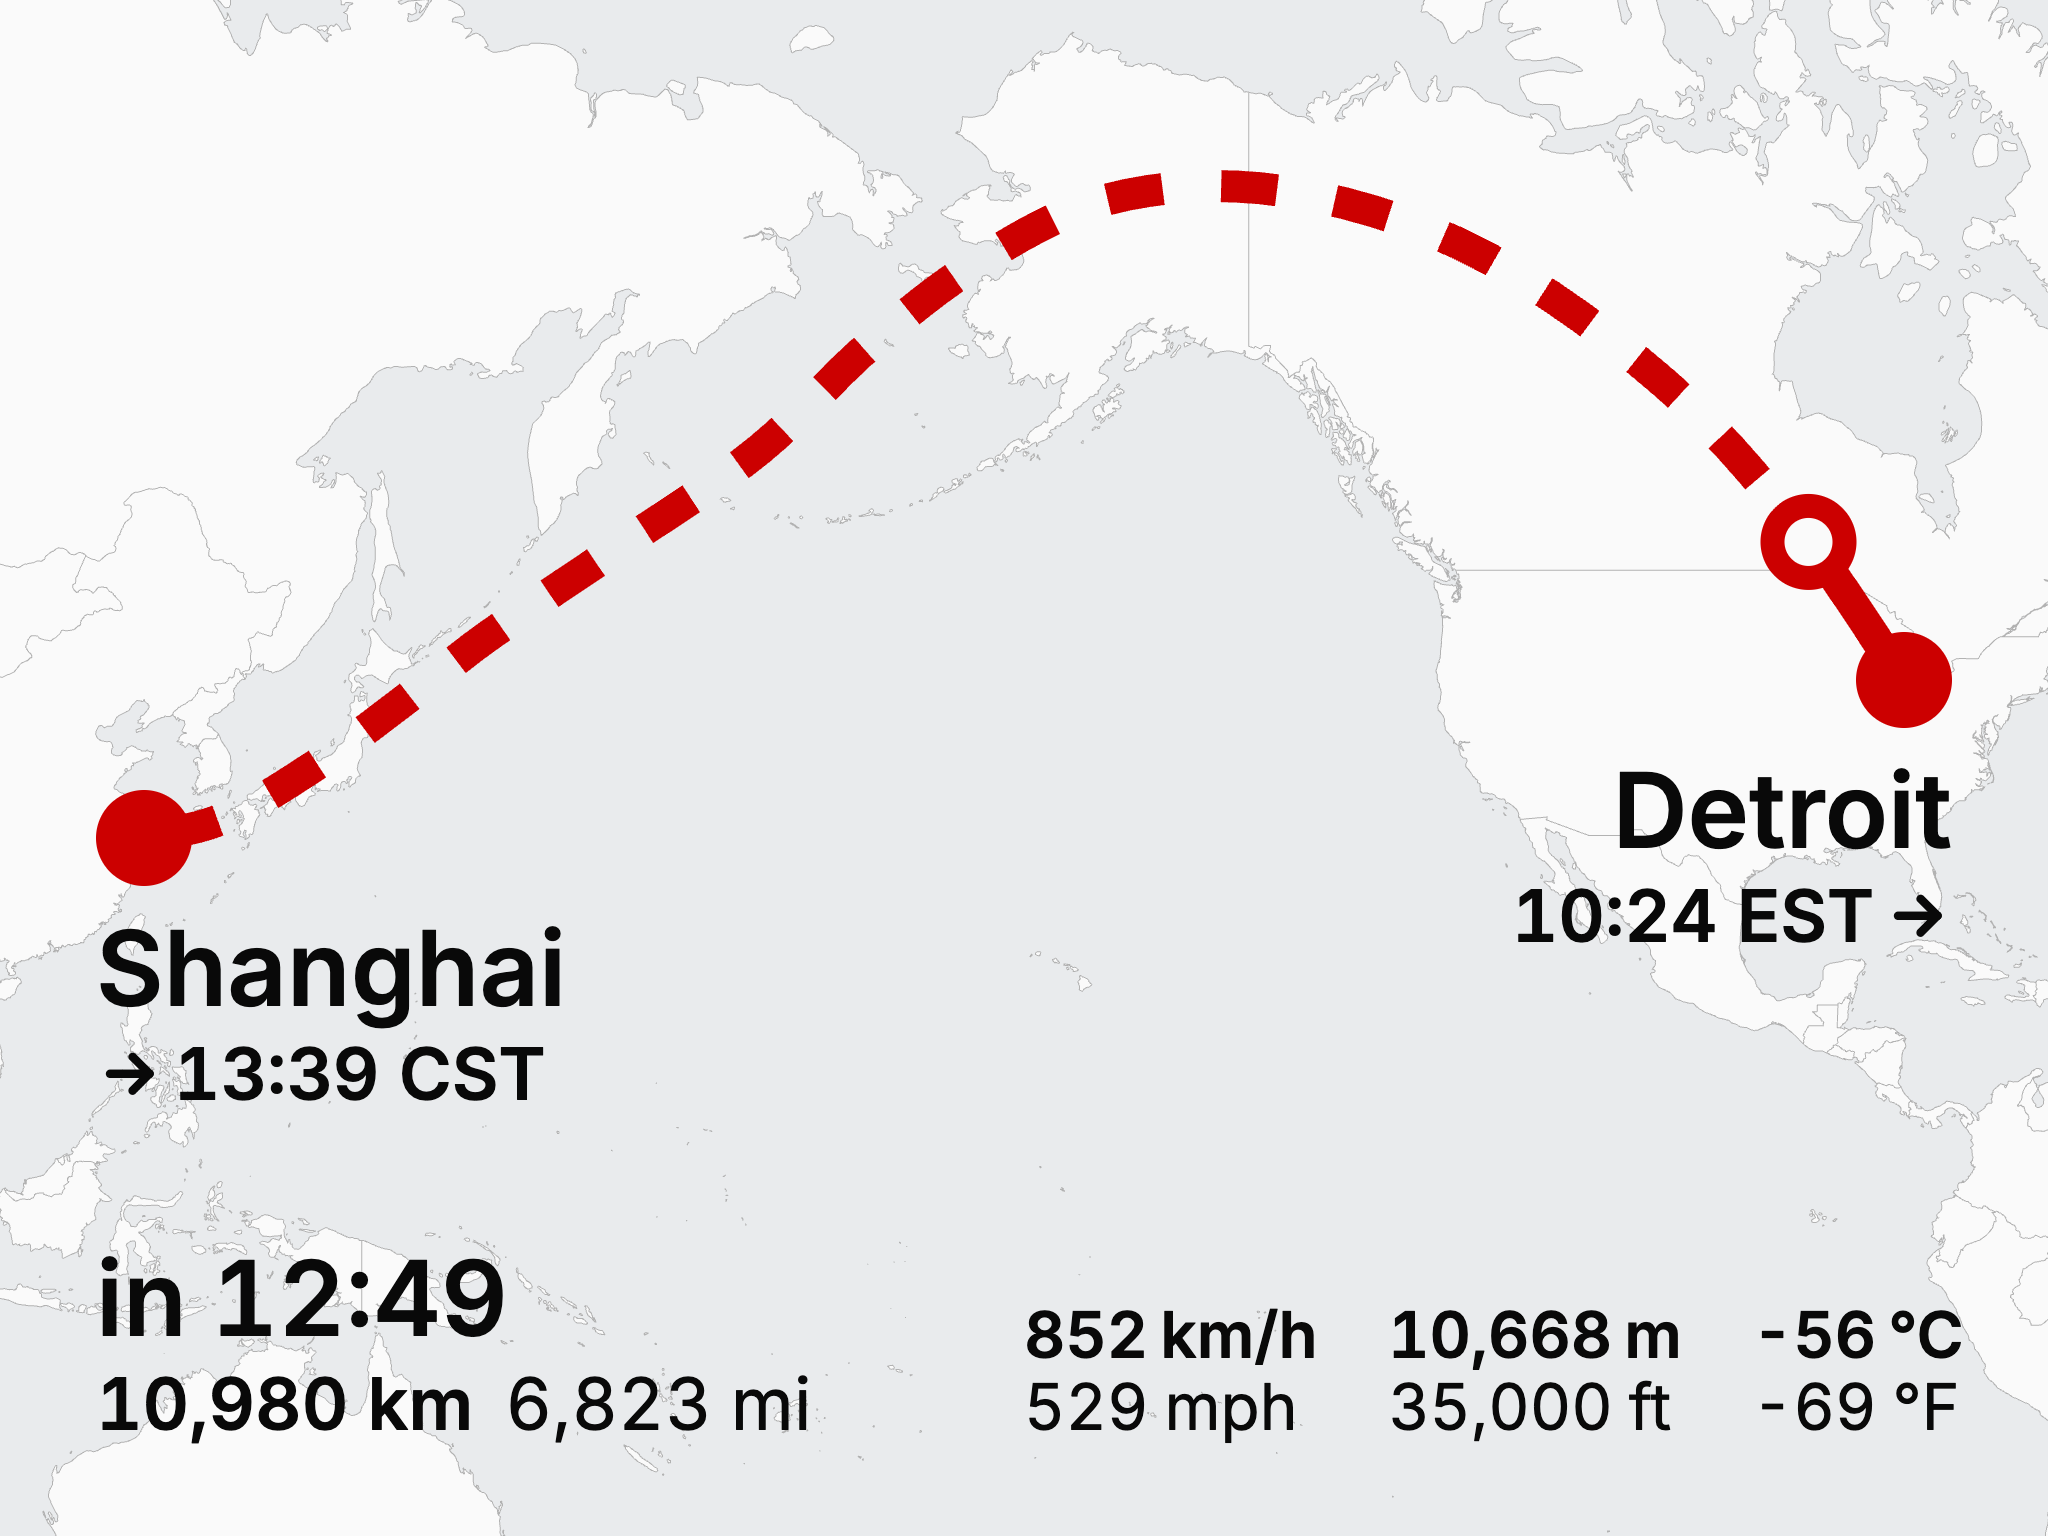 Detroit
10:24 EST →
Shanghai
→ 13:39 CST
in 12:49
10,980 km 6,823 mi
852 km/h 10,668 m -56 °C
529 mph 35,000 ft -69 °F